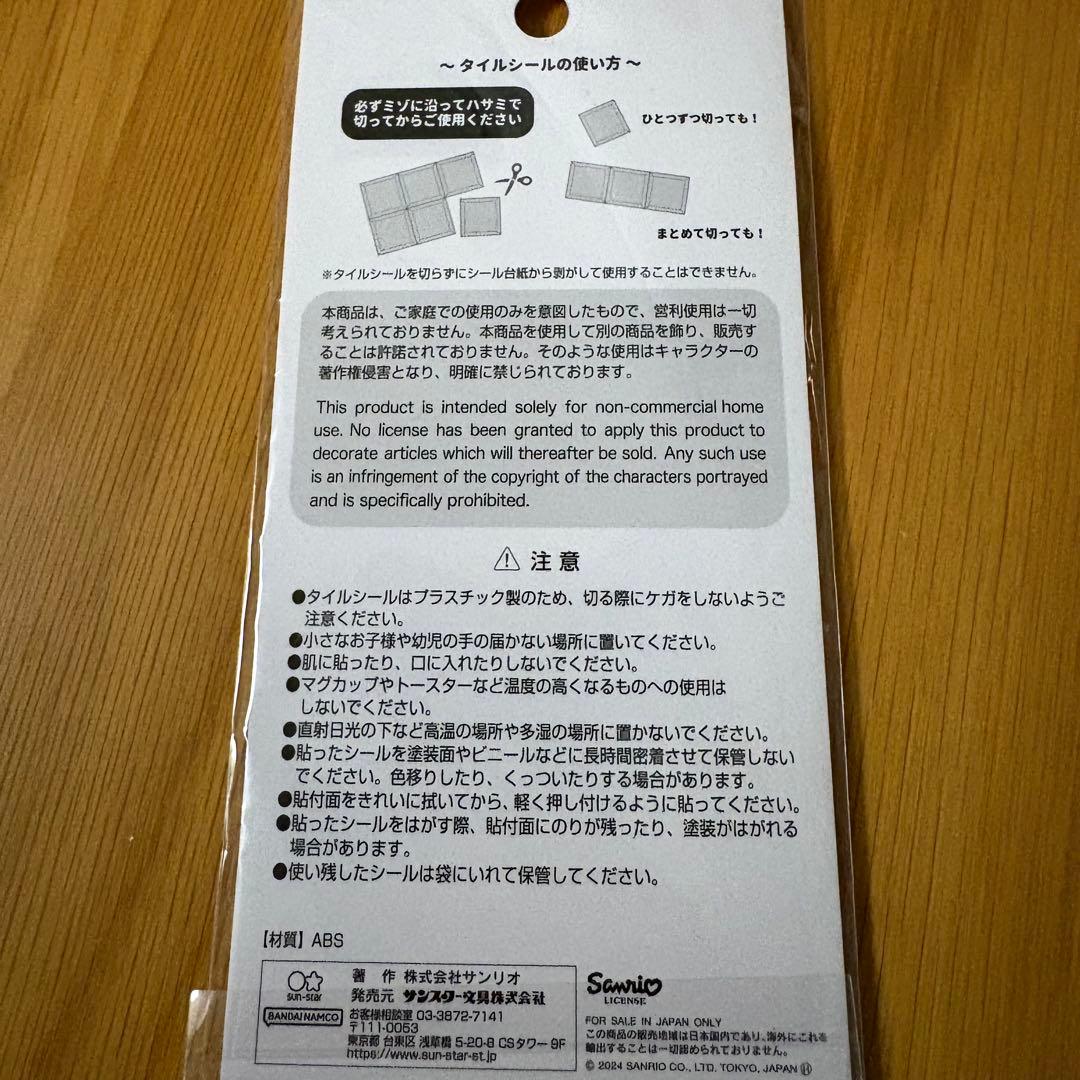 ～ タイルシールの使い方 ～
必ずミゾに沿ってハサミで
切ってからご使用ください
ひとつずつ切っても！
まとめて切っても！
※タイルシールを切らずにシール台紙から剥がして使用することはできません。
本商品は、ご家庭での使用のみを意図したもので、営利使用は一切
考えられておりません。本商品を使用して別の商品を飾り、販売す
ることは許諾されておりません。そのような使用はキャラクターの
著作権侵害となり、明確に禁じられております。
This product is intended solely for non-commercial home
use. No license has been granted to apply this product to
decorate articles which will thereafter be sold. Any such use
is an infringement of the copyright of the characters portrayed
and is specifically prohibited.
注意
●タイルシールはプラスチック製のため、切る際にケガをしないようご
注意ください。
●小さなお子様や幼児の手の届かない場所に置いてください。
●肌に貼ったり、口に入れたりしないでください。
●マグカップやトースターなど温度の高くなるものへの使用は
しないでください。
●直射日光の下など高温の場所や多湿の場所に置かないでください。
●貼ったシールを塗装面やビニールなどに長時間密着させて保管しない
でください。色移りしたり、くっついたりする場合があります。
●貼付面をきれいに拭いてから、軽く押し付けるように貼ってください。
●貼ったシールをはがす際、貼付面にのりが残ったり、塗装がはがれる
場合があります。
●使い残したシールは袋にいれて保管してください。
【材質】ABS
sun-star
BANDAI NAMCO
著 作 株式会社サンリオ
発売元 サンスター文具株式会社
お客様相談室 03-3872-7141
〒111-0053
東京都 台東区 浅草橋 5-20-8 CSタワー 9F
https://www.sun-star-st.jp
Sanrio
LICENSE
FOR SALE IN JAPAN ONLY
この商品の販売地域は日本国内であり、海外にこれを
輸出することは一切認められておりません。
© 2024 SANRIO CO., LTD. TOKYO, JAPAN Ⓗ